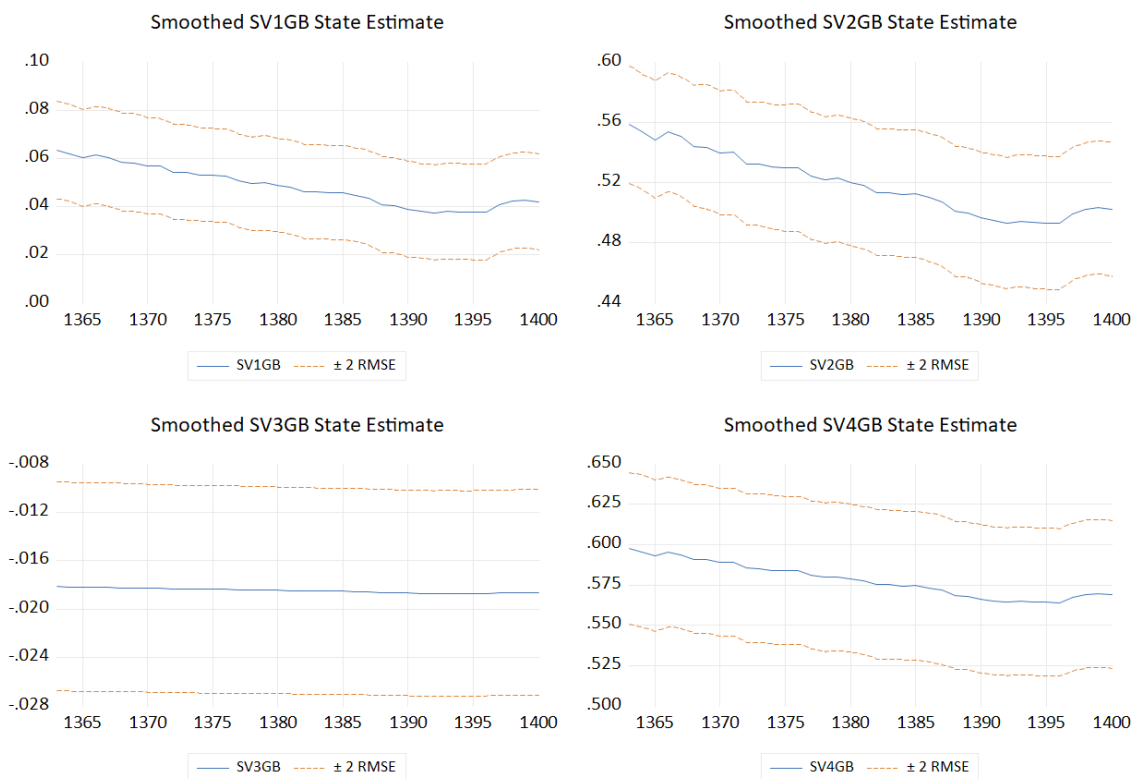 Smoothed SV1GB State Estimate
.10
.08
.06
.04
.02
.00
1365 1370 1375 1380 1385 1390 1395 1400
SV1GB ± 2 RMSE
Smoothed SV2GB State Estimate
.60
.56
.52
.48
.44
1365 1370 1375 1380 1385 1390 1395 1400
SV2GB ± 2 RMSE
Smoothed SV3GB State Estimate
-.008
-.012
-.016
-.020
-.024
-.028
1365 1370 1375 1380 1385 1390 1395 1400
SV3GB ± 2 RMSE
Smoothed SV4GB State Estimate
.650
.625
.600
.575
.550
.525
.500
1365 1370 1375 1380 1385 1390 1395 1400
SV4GB ± 2 RMSE